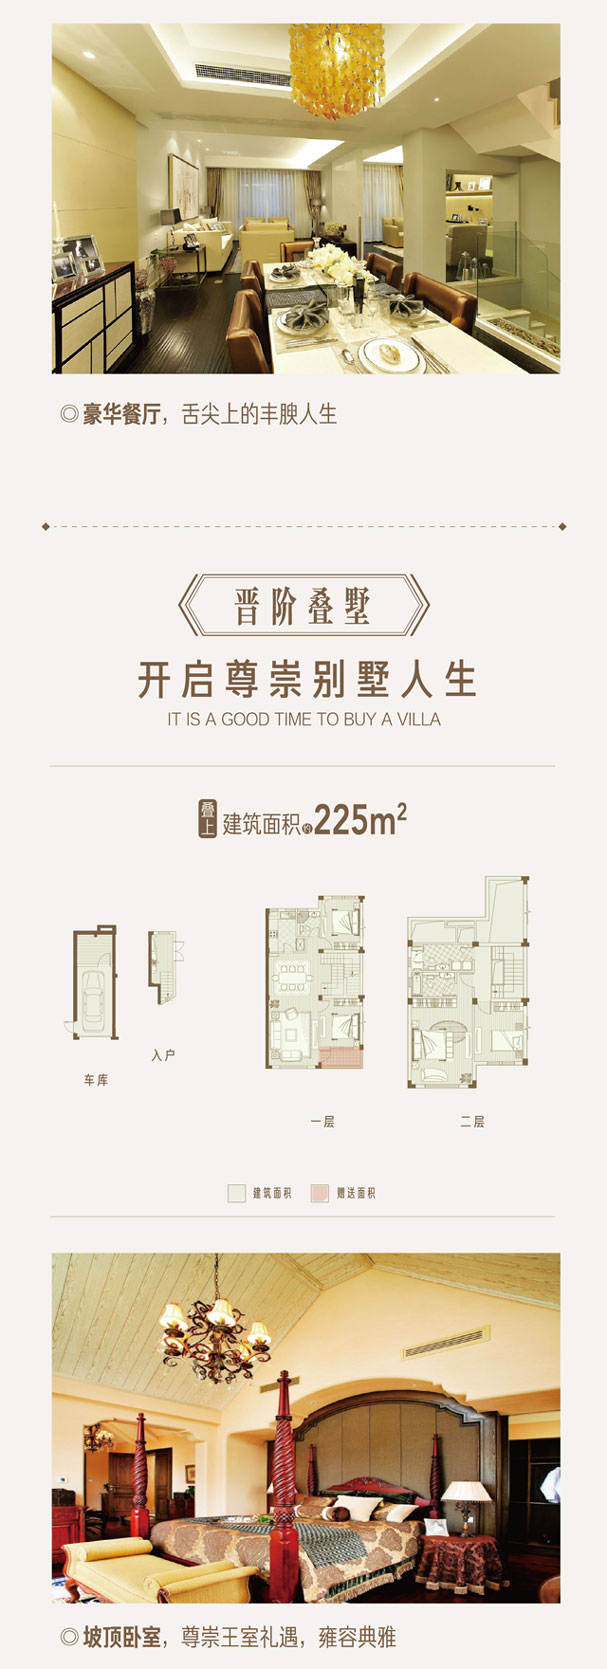 ◎ 豪华餐厅，舌尖上的丰腴人生
晋阶叠墅
开启尊崇别墅人生
IT IS A GOOD TIME TO BUY A VILLA
叠上 建筑面积约225m²
入户
车库
一层
二层
建筑面积 赠送面积
◎ 坡顶卧室，尊崇王室礼遇，雍容典雅